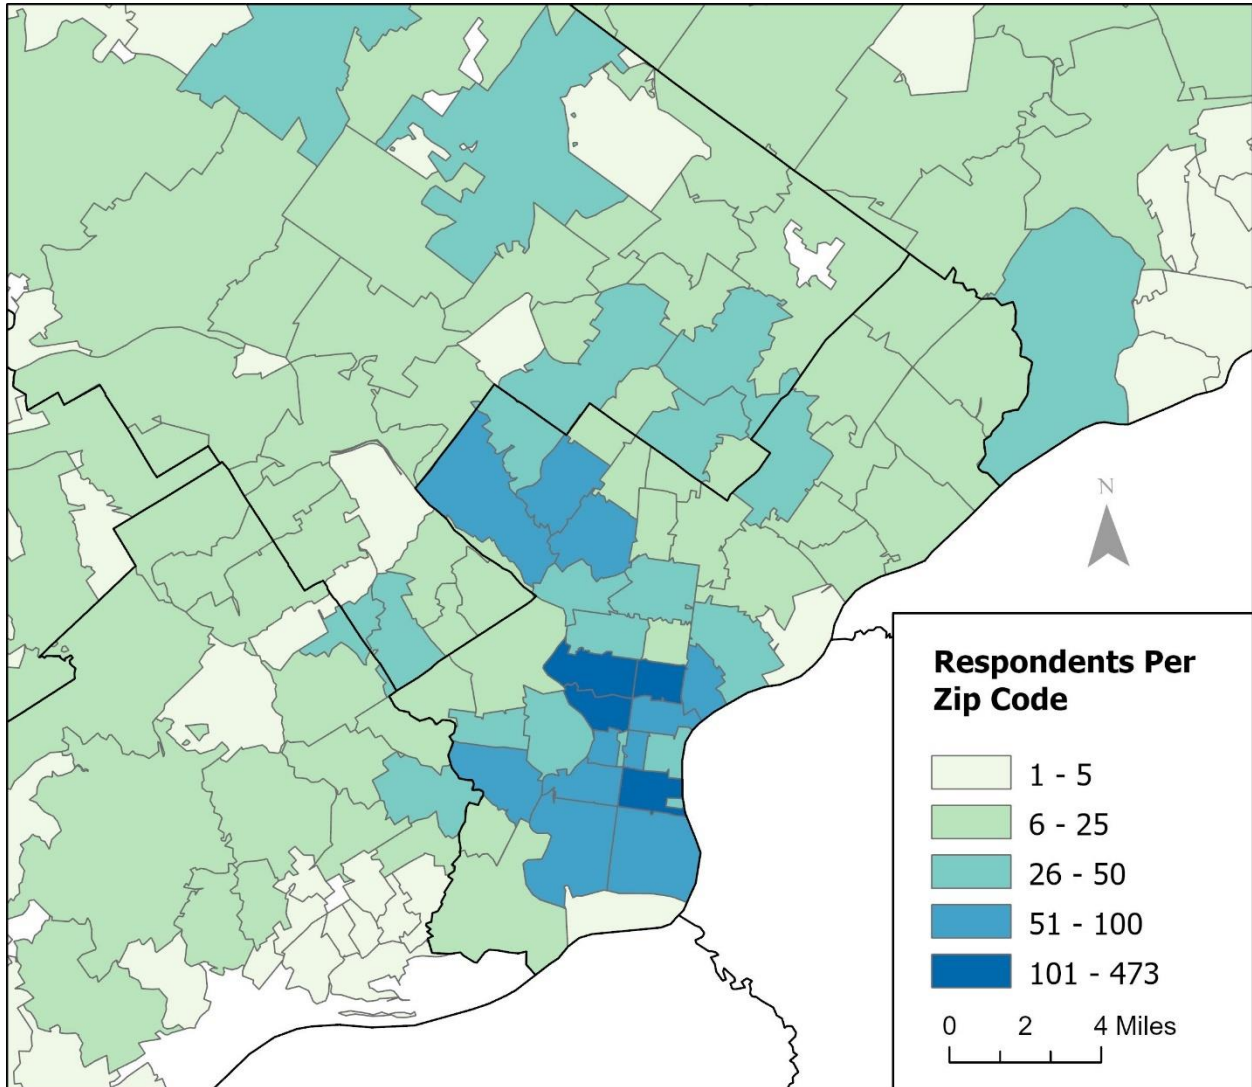 N
Respondents Per
Zip Code
1 - 5
6 - 25
26 - 50
51 - 100
101 - 473
0 2 4 Miles